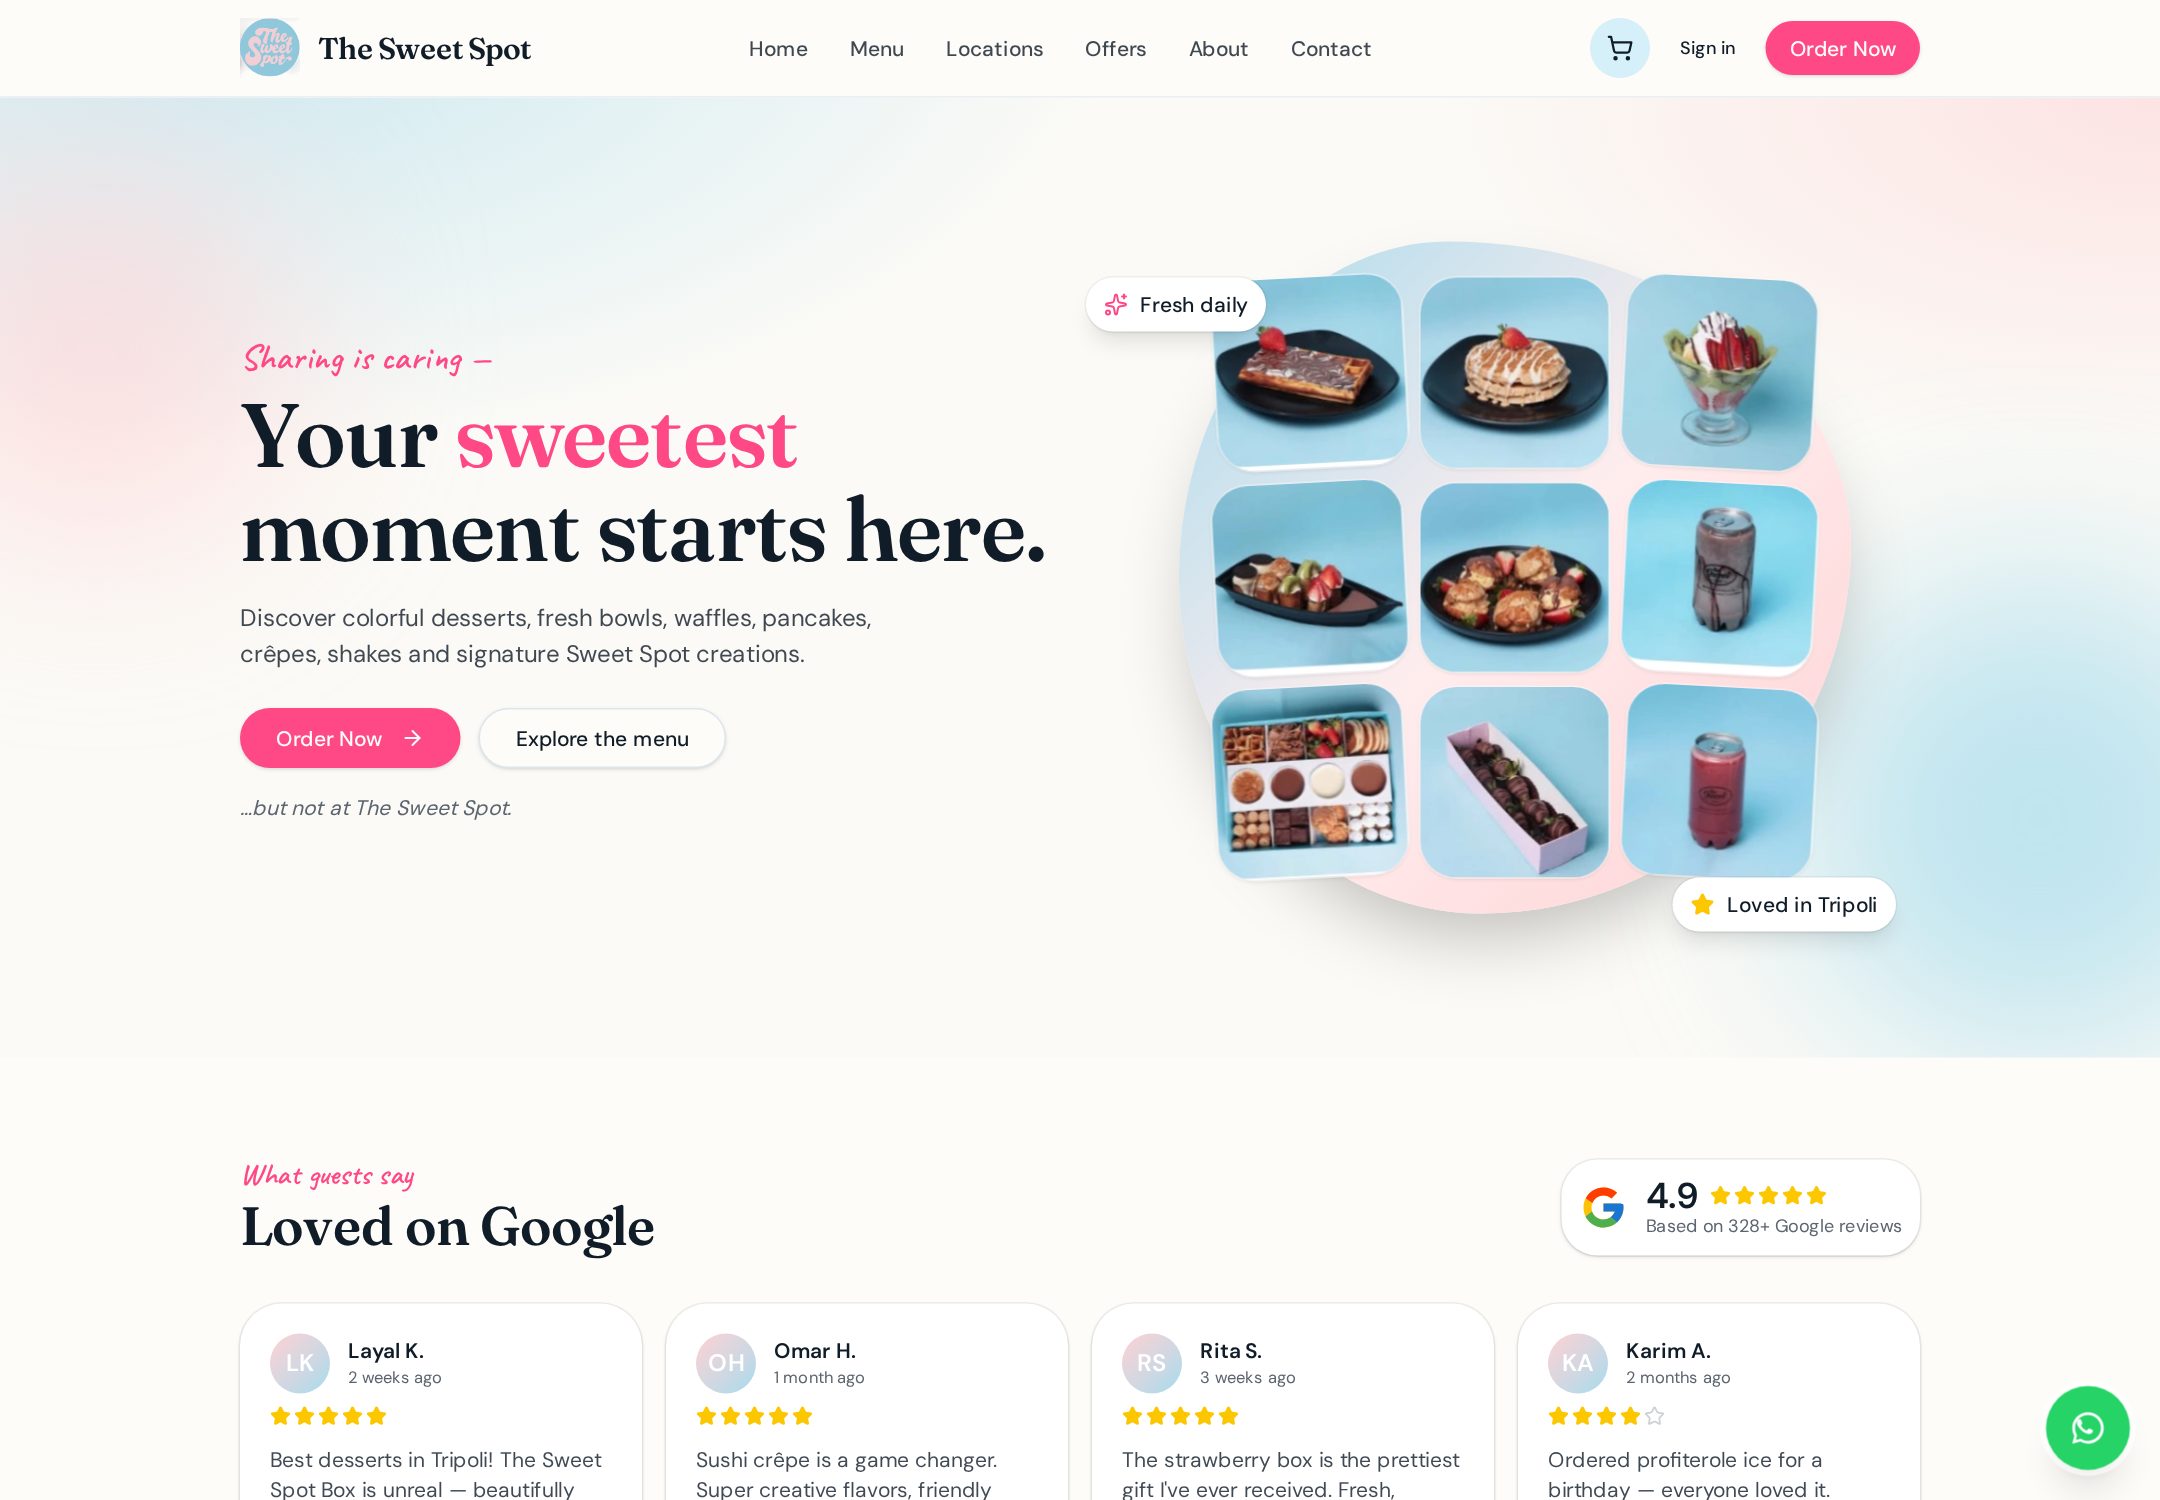 The Sweet Spot
The Sweet Spot
Home Menu Locations Offers About Contact
Sign in
Order Now
Fresh daily
Sharing is caring —
Your sweetest
moment starts here.
Discover colorful desserts, fresh bowls, waffles, pancakes,
crêpes, shakes and signature Sweet Spot creations.
Order Now
Explore the menu
...but not at The Sweet Spot.
Loved in Tripoli
What guests say
Loved on Google
4.9
Based on 328+ Google reviews
LK
Layal K.
2 weeks ago
Best desserts in Tripoli! The Sweet
Spot Box is unreal — beautifully
OH
Omar H.
1 month ago
Sushi crêpe is a game changer.
Super creative flavors, friendly
RS
Rita S.
3 weeks ago
The strawberry box is the prettiest
gift I've ever received. Fresh,
KA
Karim A.
2 months ago
Ordered profiterole ice for a
birthday — everyone loved it.